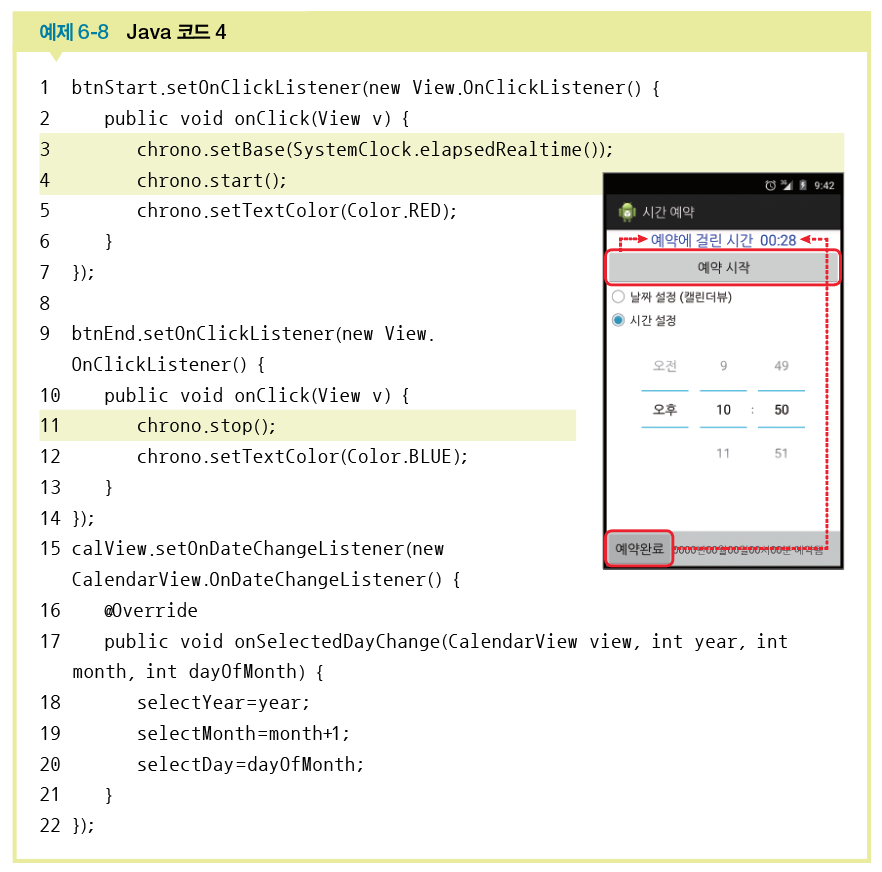 예제 6-8 Java 코드 4
1 btnStart.setOnClickListener(new View.OnClickListener() {
2 public void onClick(View v) {
3 chrono.setBase(SystemClock.elapsedRealtime());
4 chrono.start();
5 chrono.setTextColor(Color.RED);
6 }
7 });
8
9 btnEnd.setOnClickListener(new View.
OnClickListener() {
10 public void onClick(View v) {
11 chrono.stop();
12 chrono.setTextColor(Color.BLUE);
13 }
14 });
15 calView.setOnDateChangeListener(new
CalendarView.OnDateChangeListener() {
16 @Override
17 public void onSelectedDayChange(CalendarView view, int year, int
month, int dayOfMonth) {
18 selectYear=year;
19 selectMonth=month+1;
20 selectDay=dayOfMonth;
21 }
22 });
3G 9:42
시간 예약
예약에 걸린 시간 00:28
예약 시작
날짜 설정 (캘린더뷰)
시간 설정
오전 9 49
오후 10 : 50
11 51
예약완료 0000년00월00일00시00분 예약됨